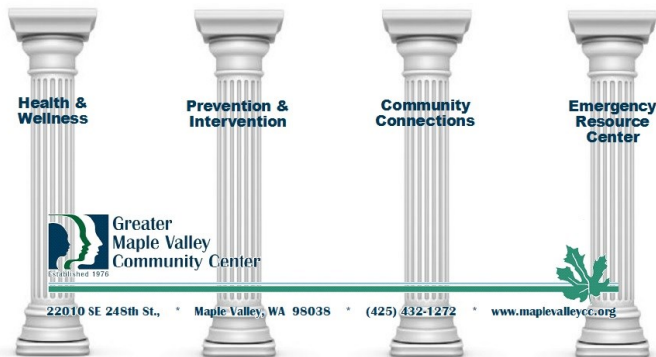 Health &
Wellness
Prevention &
Intervention
Community
Connections
Emergency
Resource
Center
Greater
Maple Valley
Community Center
Established 1976
22010 SE 248th St., * Maple Valley, WA 98038 * (425) 432-1272 * www.maplevalleycc.org